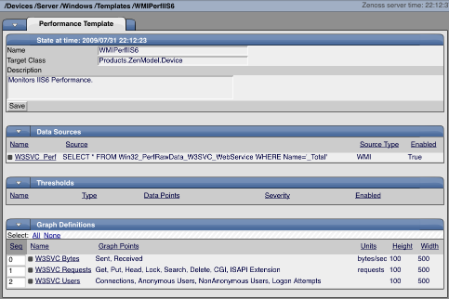 /Devices /Server /Windows /Templates /WMIPerfIIS6
Zenoss server time: 22:12:3
Performance Template
State at time: 2009/07/31 22:12:23
Name WMIPerfIIS6
Target Class Products.ZenModel.Device
Description
Monitors IIS6 Performance.
Save
Data Sources
Name Source Source Type Enabled
W3SVC_Perf SELECT * FROM Win32_PerfRawData_W3SVC_WebService WHERE Name='_Total' WMI True
Thresholds
Name Type Data Points Severity Enabled
Graph Definitions
Select: All None
Seq Name Graph Points Units Height Width
0 W3SVC Bytes Sent, Received bytes/sec 100 500
1 W3SVC Requests Get, Put, Head, Lock, Search, Delete, CGI, ISAPI Extension requests 100 500
2 W3SVC Users Connections, Anonymous Users, NonAnonymous Users, Logon Attempts 100 500